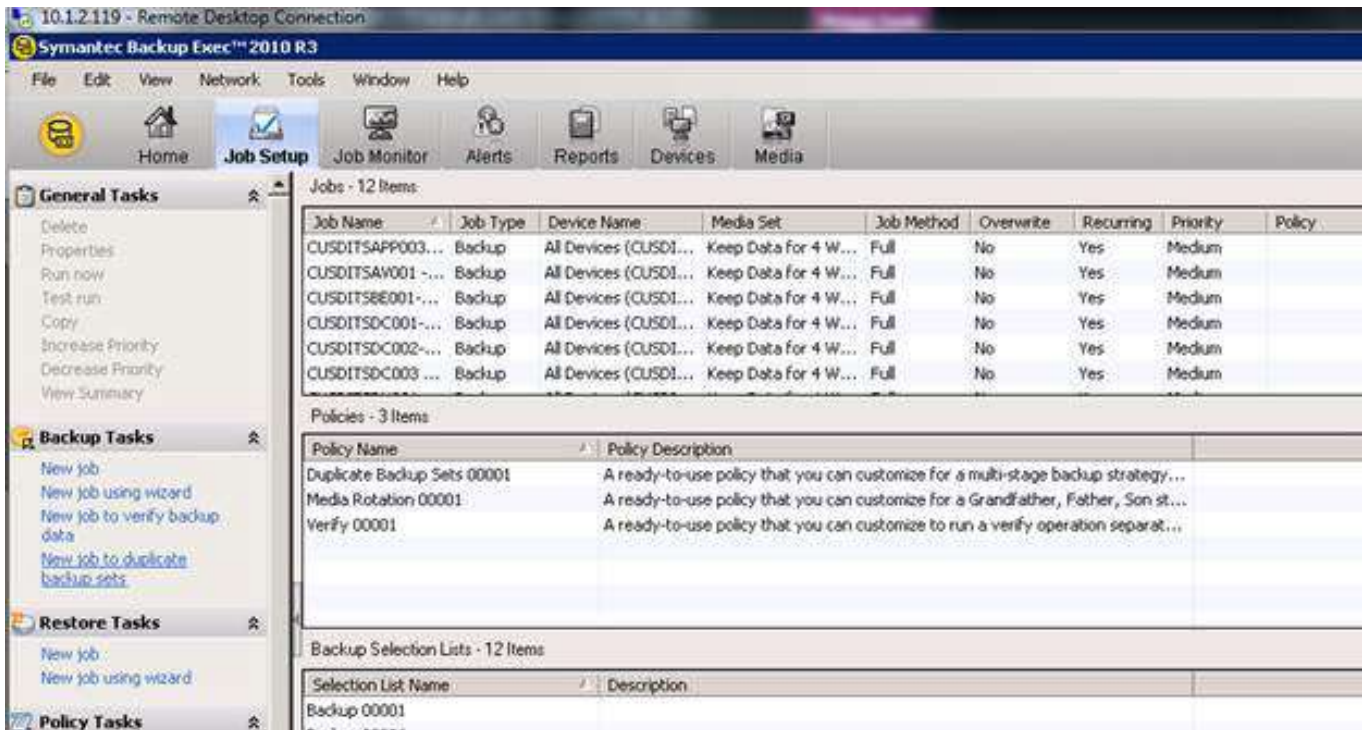 10.1.2.119 - Remote Desktop Connection
Symantec Backup Exec™ 2010 R3
File Edit View Network Tools Window Help
Home Job Setup Job Monitor Alerts Reports Devices Media
General Tasks
Delete
Properties
Run now
Test run
Copy
Increase Priority
Decrease Priority
View Summary
Backup Tasks
New job
New job using wizard
New job to verify backup
data
New job to duplicate
backup sets
Restore Tasks
New job
New job using wizard
Policy Tasks
Jobs - 12 Items
Job Name Job Type Device Name Media Set Job Method Overwrite Recurring Priority Policy
CUSDITSAPP003... Backup All Devices (CUSDI... Keep Data for 4 W... Full No Yes Medium
CUSDITSAV001 -... Backup All Devices (CUSDI... Keep Data for 4 W... Full No Yes Medium
CUSDITSBE001-... Backup All Devices (CUSDI... Keep Data for 4 W... Full No Yes Medium
CUSDITSDC001-... Backup All Devices (CUSDI... Keep Data for 4 W... Full No Yes Medium
CUSDITSDC002-... Backup All Devices (CUSDI... Keep Data for 4 W... Full No Yes Medium
CUSDITSDC003 ... Backup All Devices (CUSDI... Keep Data for 4 W... Full No Yes Medium
Policies - 3 Items
Policy Name Policy Description
Duplicate Backup Sets 00001 A ready-to-use policy that you can customize for a multi-stage backup strategy...
Media Rotation 00001 A ready-to-use policy that you can customize for a Grandfather, Father, Son st...
Verify 00001 A ready-to-use policy that you can customize to run a verify operation separat...
Backup Selection Lists - 12 Items
Selection List Name Description
Backup 00001